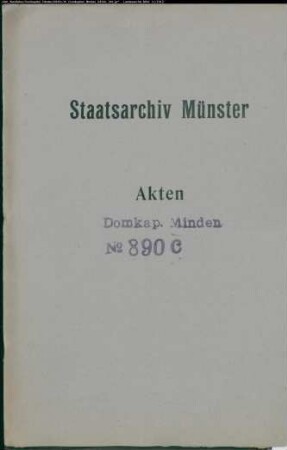 Staatsarchiv Münster
Akten
Domkap. Minden
No 890 C